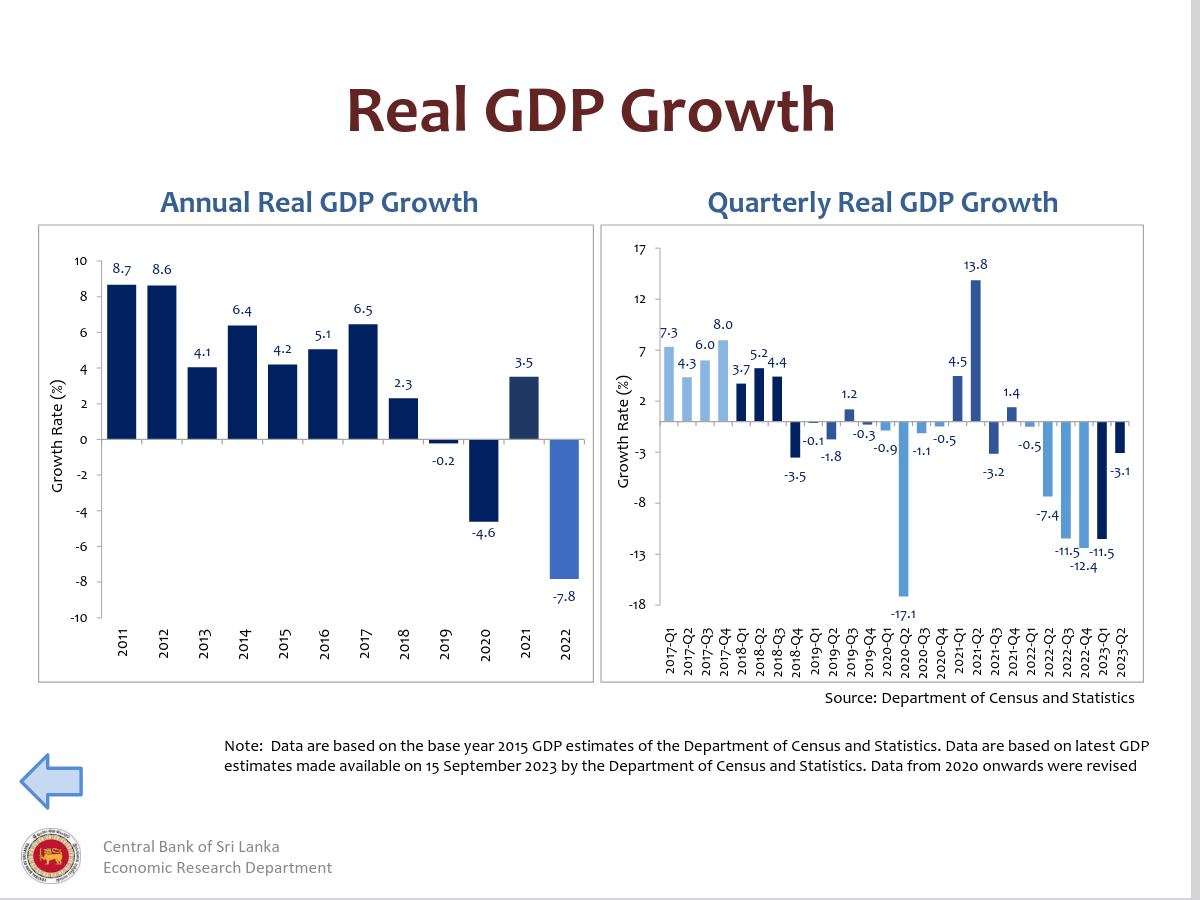 Real GDP Growth
Annual Real GDP Growth
Growth Rate (%)
10
8
6
4
2
0
-2
-4
-6
-8
-10
8.7
8.6
4.1
6.4
4.2
5.1
6.5
2.3
-0.2
-4.6
3.5
-7.8
2011
2012
2013
2014
2015
2016
2017
2018
2019
2020
2021
2022
Quarterly Real GDP Growth
Growth Rate (%)
17
12
7
2
-3
-8
-13
-18
7.3
4.3
6.0
8.0
3.7
5.2
4.4
-3.5
-0.1
-1.8
1.2
-0.3
-0.9
-17.1
-1.1
-0.5
4.5
13.8
-3.2
1.4
-0.5
-7.4
-11.5
-12.4
-11.5
-3.1
2017-Q1
2017-Q2
2017-Q3
2017-Q4
2018-Q1
2018-Q2
2018-Q3
2018-Q4
2019-Q1
2019-Q2
2019-Q3
2019-Q4
2020-Q1
2020-Q2
2020-Q3
2020-Q4
2021-Q1
2021-Q2
2021-Q3
2021-Q4
2022-Q1
2022-Q2
2022-Q3
2022-Q4
2023-Q1
2023-Q2
Source: Department of Census and Statistics
Note: Data are based on the base year 2015 GDP estimates of the Department of Census and Statistics. Data are based on latest GDP
estimates made available on 15 September 2023 by the Department of Census and Statistics. Data from 2020 onwards were revised
Central Bank of Sri Lanka
Economic Research Department